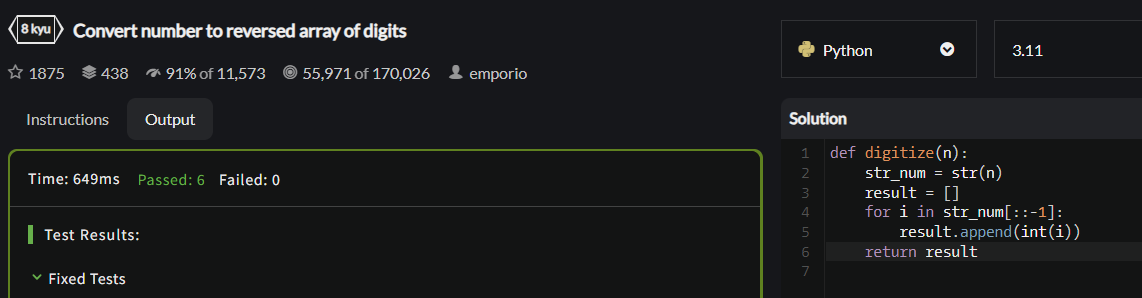 8 kyu Convert number to reversed array of digits
1875 438 91% of 11,573 55,971 of 170,026 emporio
Instructions Output
Time: 649ms Passed: 6 Failed: 0
Test Results:
Fixed Tests
Python 3.11
Solution
1 def digitize(n):
2     str_num = str(n)
3     result = []
4     for i in str_num[::-1]:
5         result.append(int(i))
6     return result
7